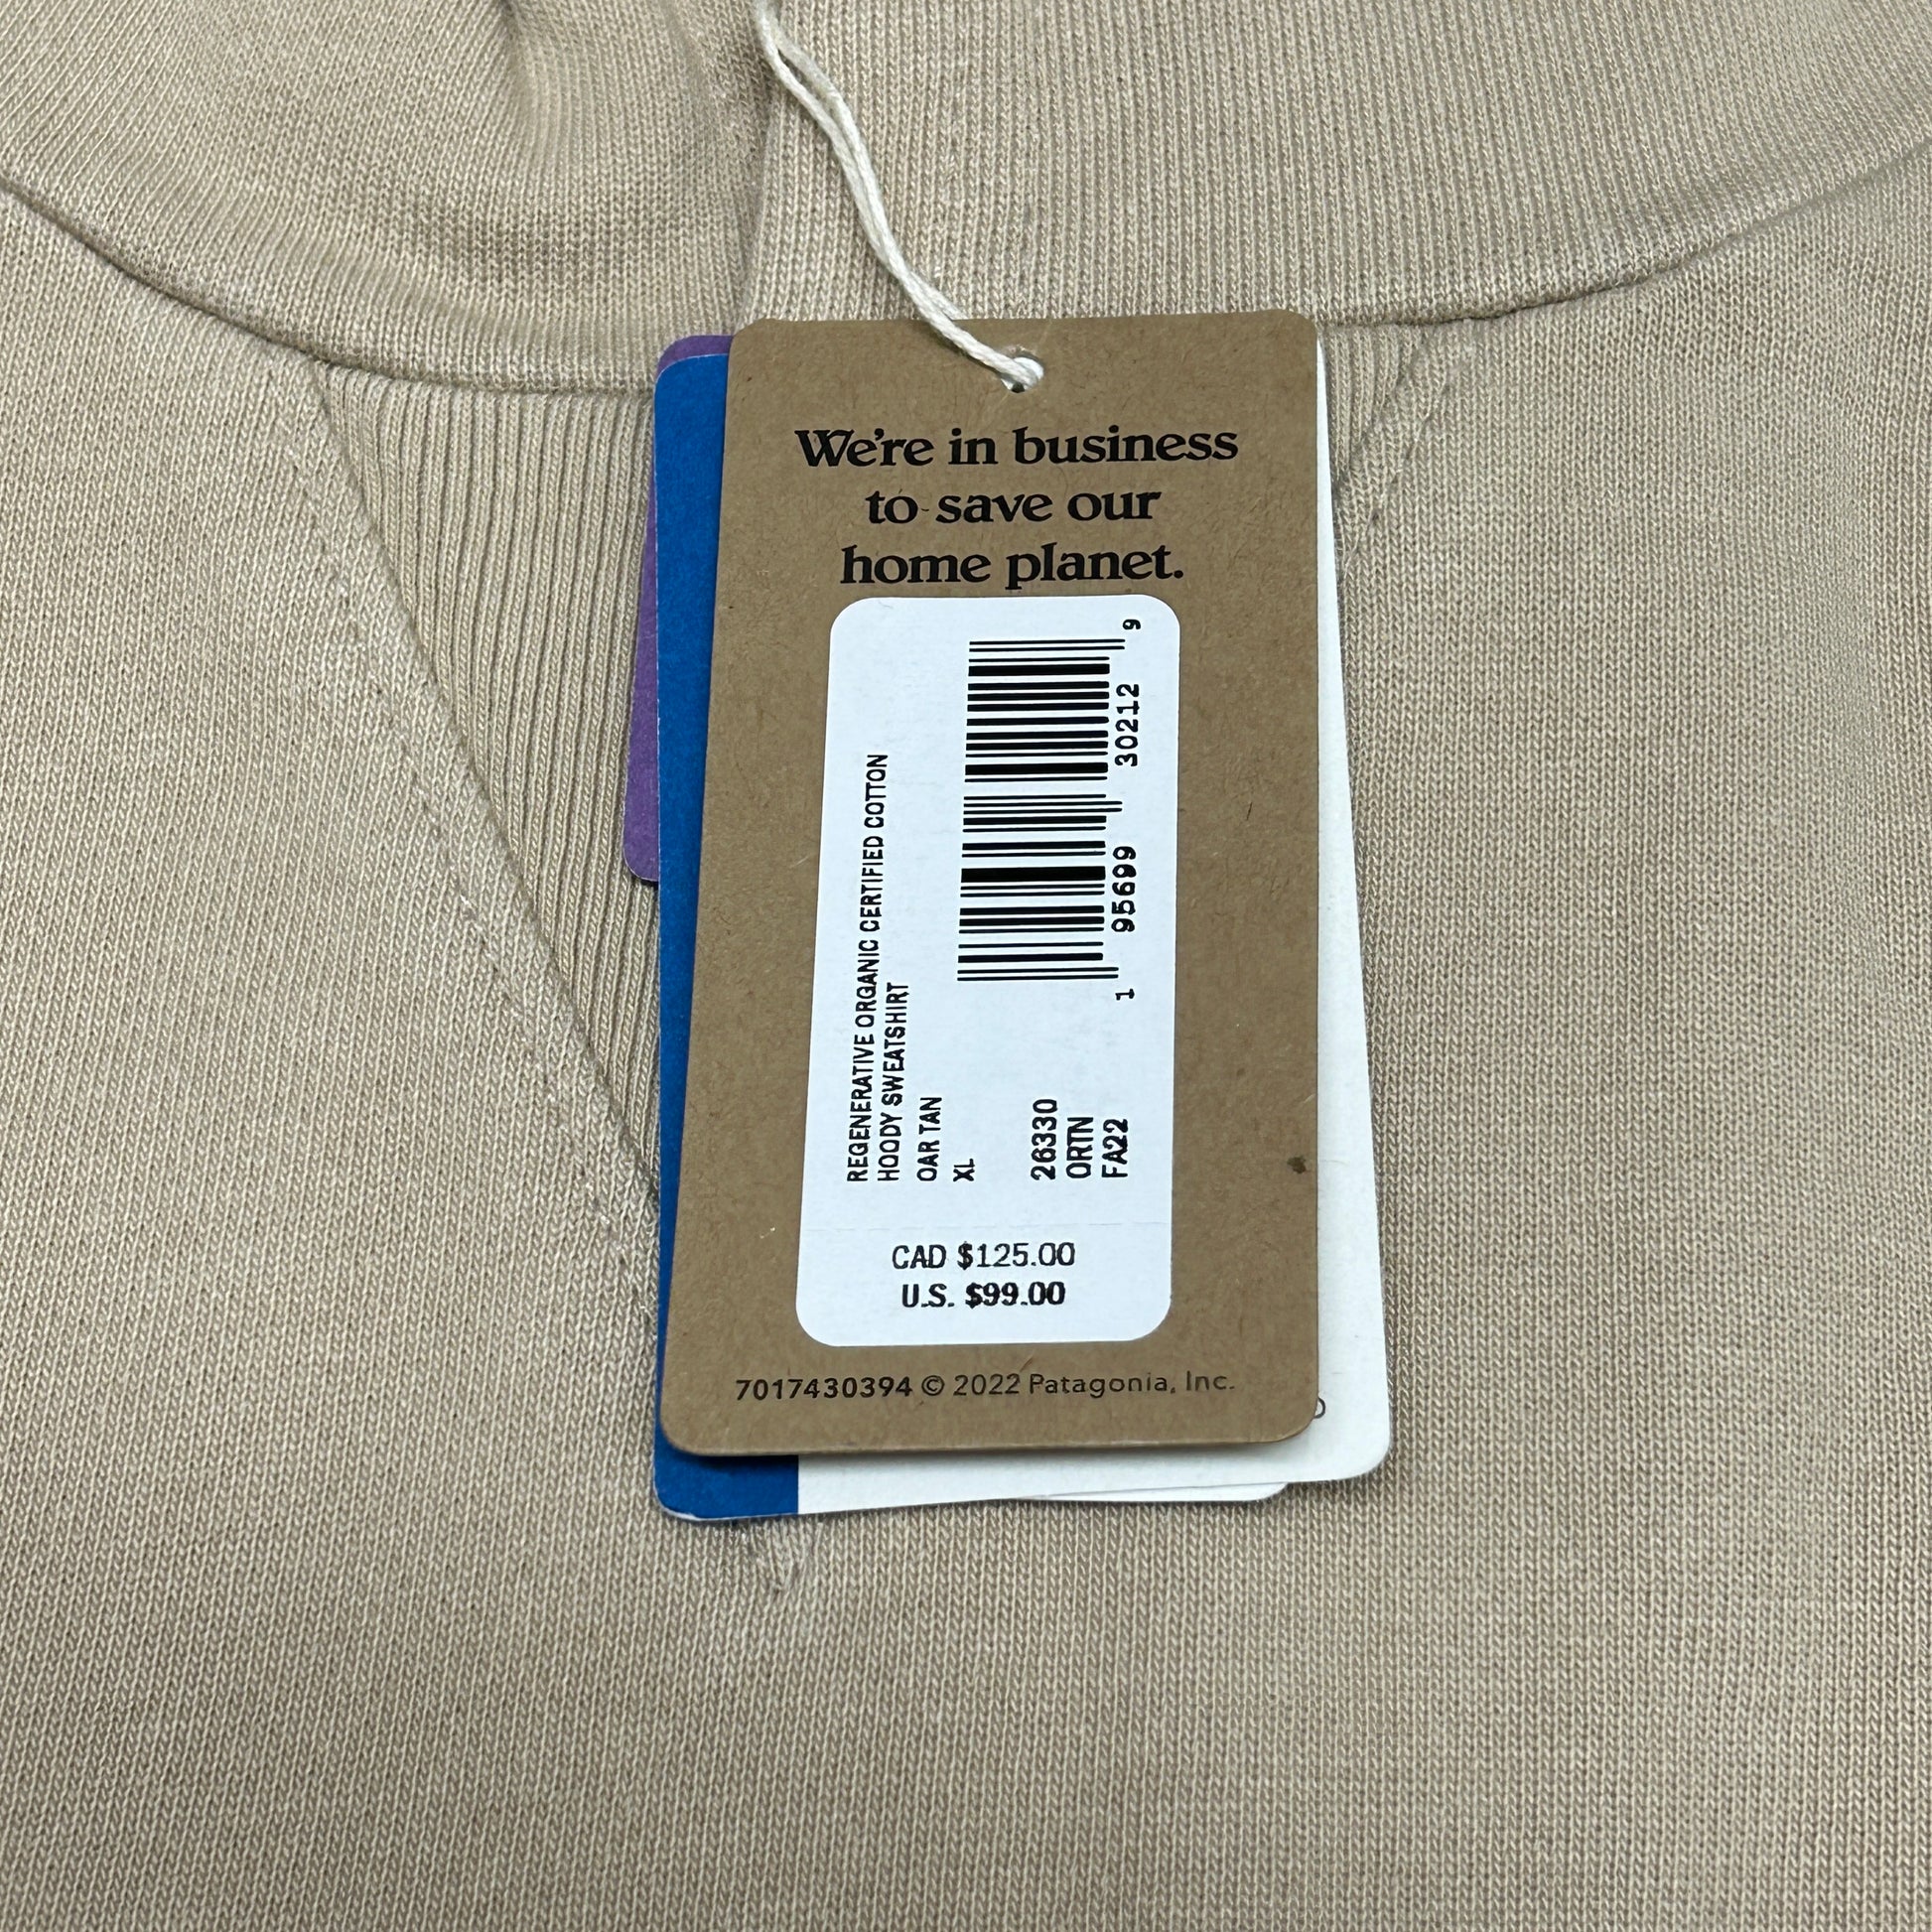 We're in business
to save our
home planet.
REGENERATIVE ORGANIC CERTIFIED COTTON
HOODY SWEATSHIRT
OAR TAN
XL
26330
ORTN
FA22
1 95699 30212 9
CAD $125.00
U.S. $99.00
7017430394 © 2022 Patagonia, Inc.